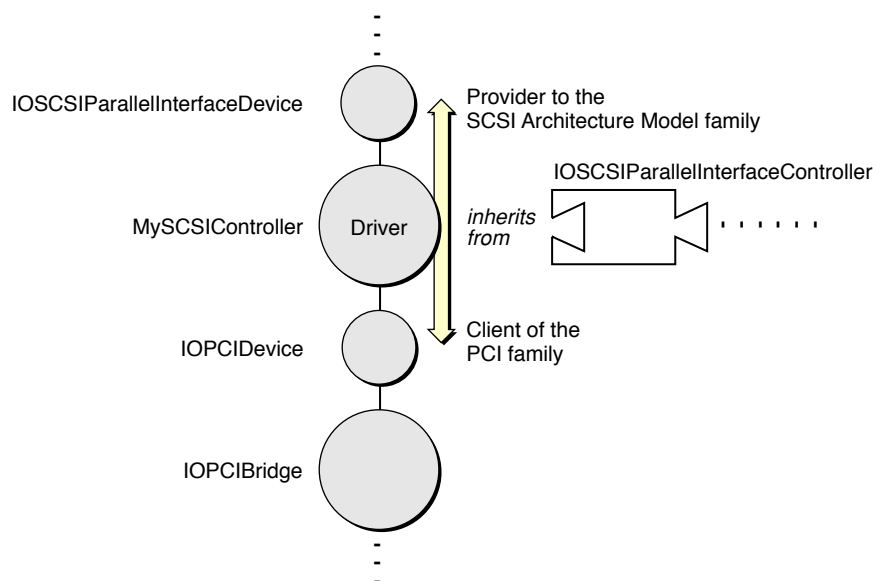 IOSCSIParallelInterfaceDevice
Provider to the
SCSI Architecture Model family
IOSCSIParallelInterfaceController
MySCSIController
Driver
inherits
from
IOPCIDevice
Client of the
PCI family
IOPCIBridge